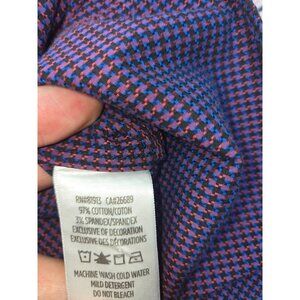 RN#81913 CA#26689
97% COTTON/COTON
3% SPANDEX/SPANDEX
EXCLUSIVE OF DECORATION
EXCLUSIVE DES DÉCORATIONS
MACHINE WASH COLD WATER
MILD DETERGENT
DO NOT BLEACH